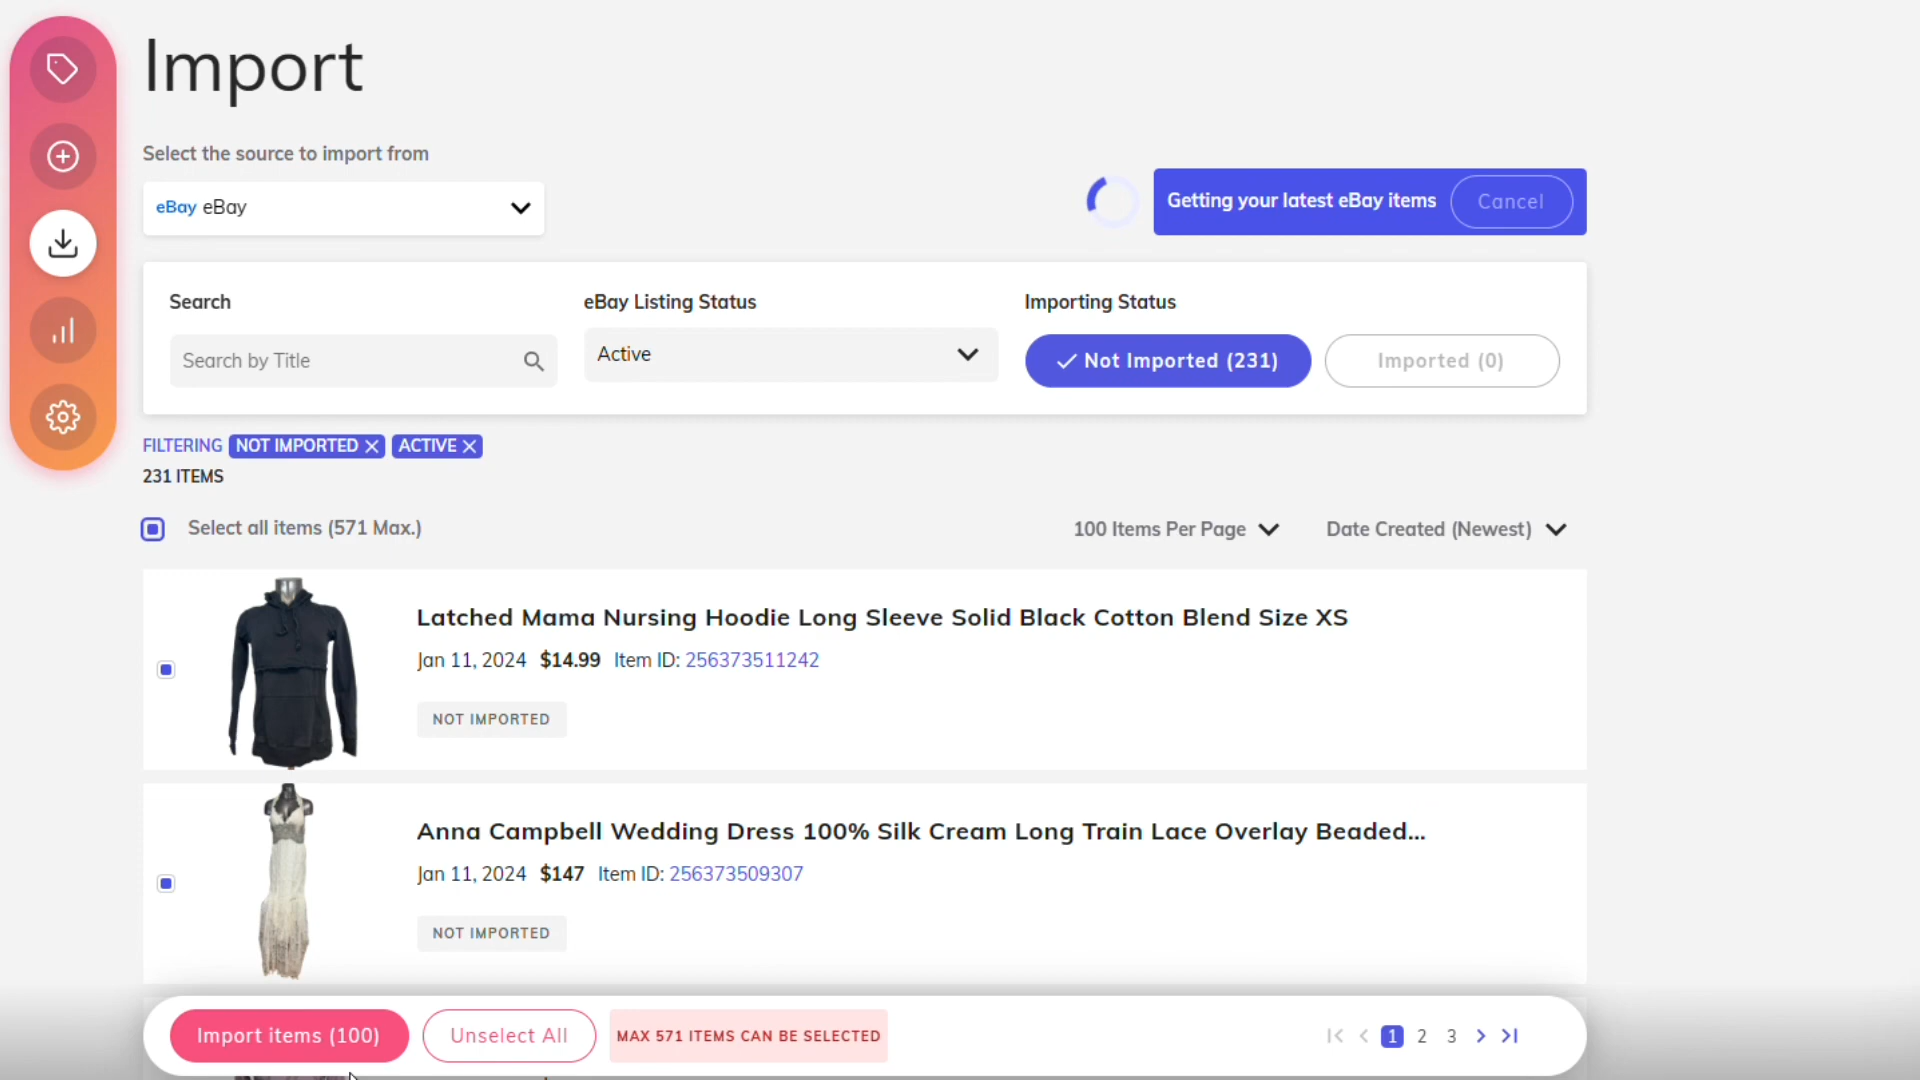 Import
Select the source to import from
eBay eBay
Getting your latest eBay items Cancel
Search
eBay Listing Status
Importing Status
Search by Title
Active
Not Imported (231)
Imported (0)
FILTERING NOT IMPORTED ACTIVE
231 ITEMS
Select all items (571 Max.)
100 Items Per Page
Date Created (Newest)
Latched Mama Nursing Hoodie Long Sleeve Solid Black Cotton Blend Size XS
Jan 11, 2024 $14.99 Item ID: 256373511242
NOT IMPORTED
Anna Campbell Wedding Dress 100% Silk Cream Long Train Lace Overlay Beaded...
Jan 11, 2024 $147 Item ID: 256373509307
NOT IMPORTED
Import items (100) Unselect All MAX 571 ITEMS CAN BE SELECTED 1 2 3